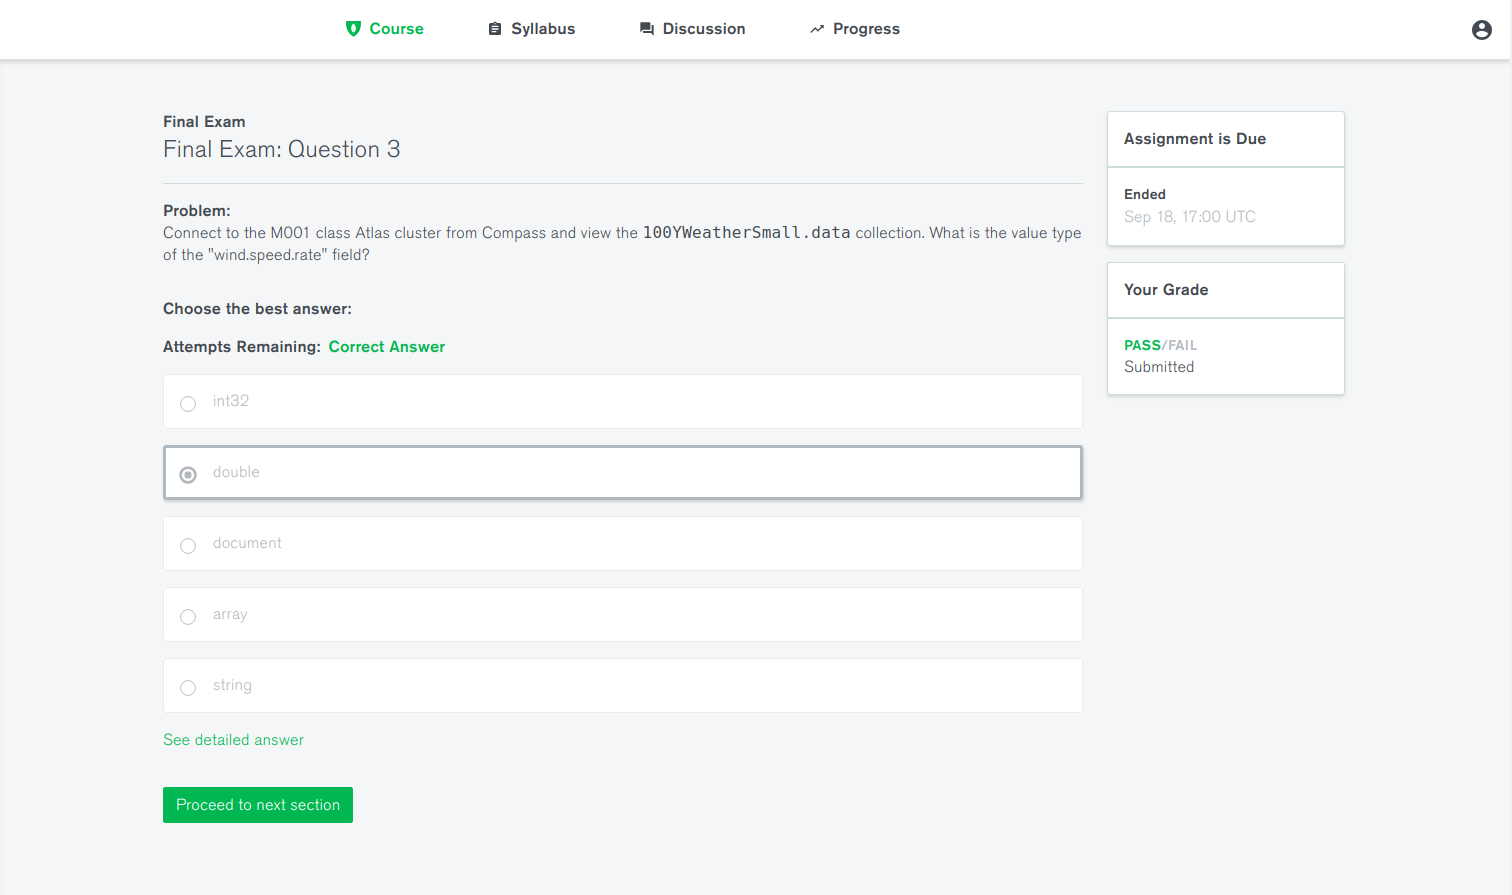 Course Syllabus Discussion Progress
Final Exam
Final Exam: Question 3
Problem:
Connect to the M001 class Atlas cluster from Compass and view the 100YWeatherSmall.data collection. What is the value type
of the "wind.speed.rate" field?
Choose the best answer:
Attempts Remaining: Correct Answer
int32
double
document
array
string
See detailed answer
Proceed to next section
Assignment is Due
Ended
Sep 18, 17:00 UTC
Your Grade
PASS/FAIL
Submitted